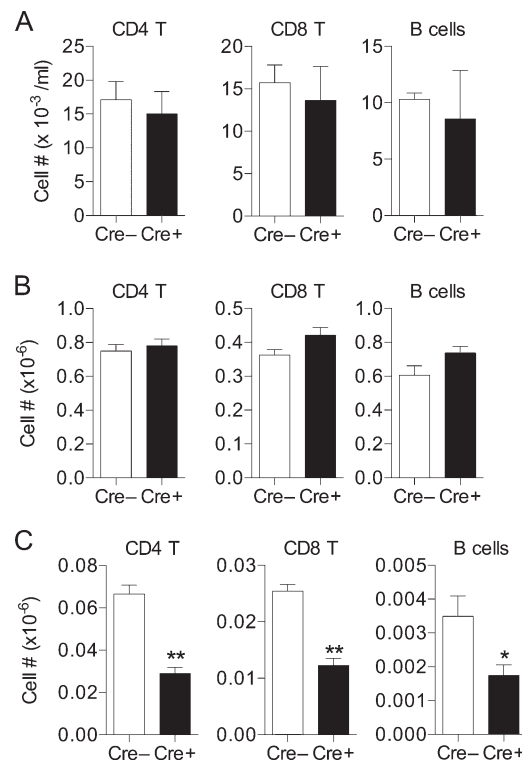 A
CD4 T
CD8 T
B cells
Cell # (x 10⁻³ /ml)
25
20
15
10
5
0
20
15
10
5
0
15
10
5
0
Cre– Cre+
Cre– Cre+
Cre– Cre+
B
CD4 T
CD8 T
B cells
Cell # (x10⁻⁶)
1.0
0.8
0.6
0.4
0.2
0.0
0.5
0.4
0.3
0.2
0.1
0.0
1.0
0.8
0.6
0.4
0.2
0.0
Cre– Cre+
Cre– Cre+
Cre– Cre+
C
CD4 T
CD8 T
B cells
Cell # (x10⁻⁶)
0.08
0.06
0.04
0.02
0.00
**
0.03
0.02
0.01
0.00
**
0.005
0.004
0.003
0.002
0.001
0.000
*
Cre– Cre+
Cre– Cre+
Cre– Cre+